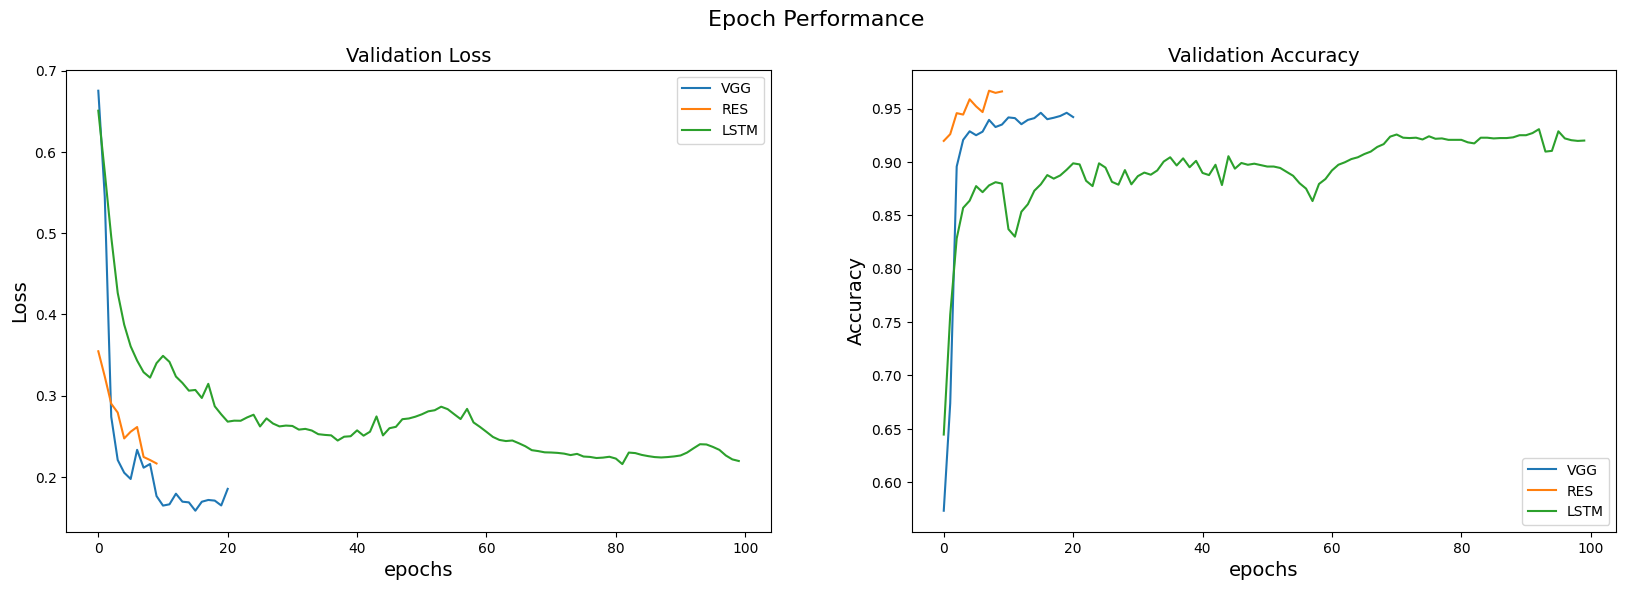 Epoch Performance
Validation Loss
0.7
0.6
0.5
0.4
0.3
0.2
Loss
0 20 40 60 80 100
epochs
VGG
RES
LSTM
Validation Accuracy
0.95
0.90
0.85
0.80
0.75
0.70
0.65
0.60
Accuracy
0 20 40 60 80 100
epochs
VGG
RES
LSTM